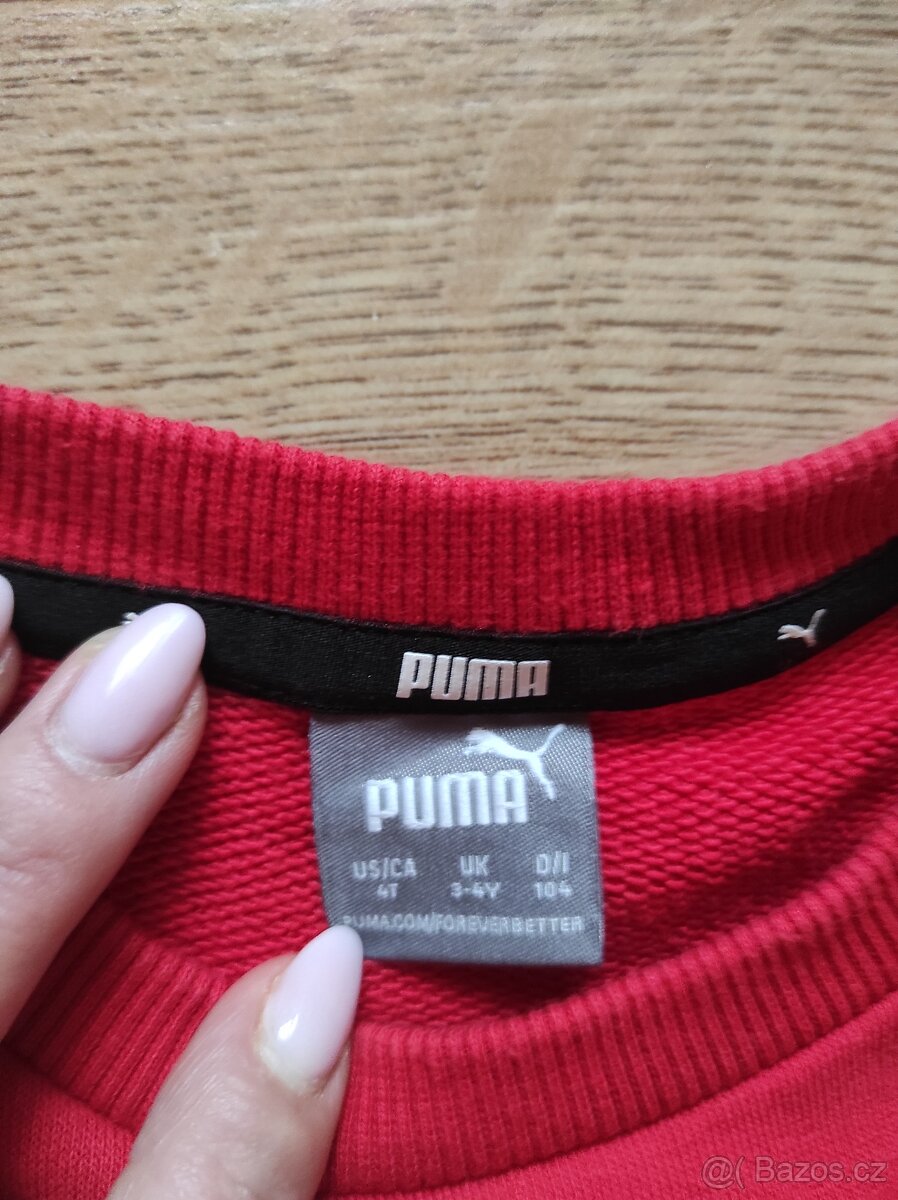 PUMA
PUMA
US/CA UK D/I
4T 3-4Y 104
PUMA.COM/FOREVERBETTER
@( Bazos.cz